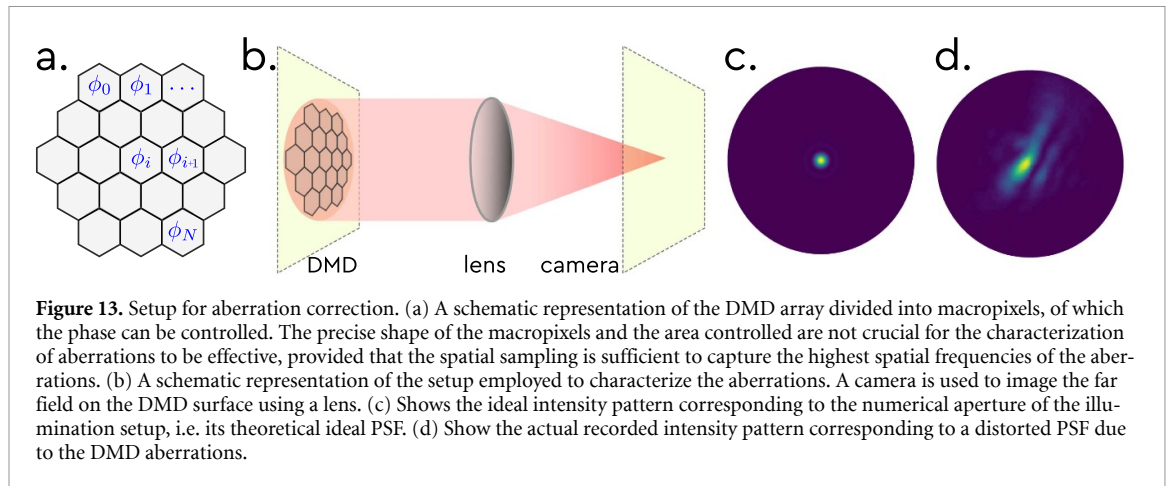 a.
b.
c.
d.
ϕ0 ϕ1 ...
ϕi ϕi+1
ϕN
DMD lens camera
Figure 13. Setup for aberration correction. (a) A schematic representation of the DMD array divided into macropixels, of which
the phase can be controlled. The precise shape of the macropixels and the area controlled are not crucial for the characterization
of aberrations to be effective, provided that the spatial sampling is sufficient to capture the highest spatial frequencies of the aber-
rations. (b) A schematic representation of the setup employed to characterize the aberrations. A camera is used to image the far
field on the DMD surface using a lens. (c) Shows the ideal intensity pattern corresponding to the numerical aperture of the illu-
mination setup, i.e. its theoretical ideal PSF. (d) Show the actual recorded intensity pattern corresponding to a distorted PSF due
to the DMD aberrations.